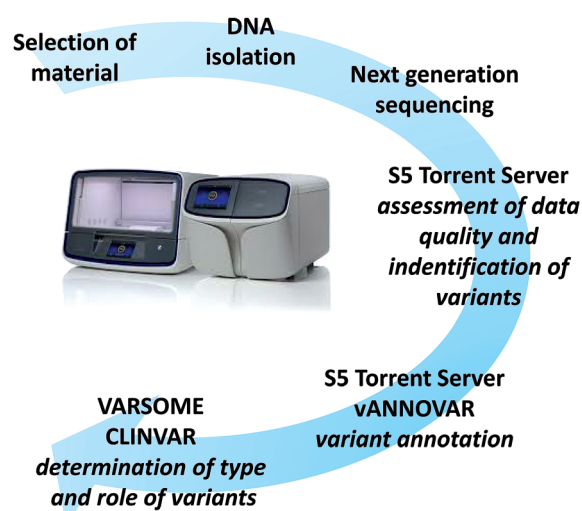 Selection of
material
DNA
isolation
Next generation
sequencing
S5 Torrent Server
assessment of data
quality and
indentification of
variants
S5 Torrent Server
vANNOVAR
variant annotation
VARSOME
CLINVAR
determination of type
and role of variants